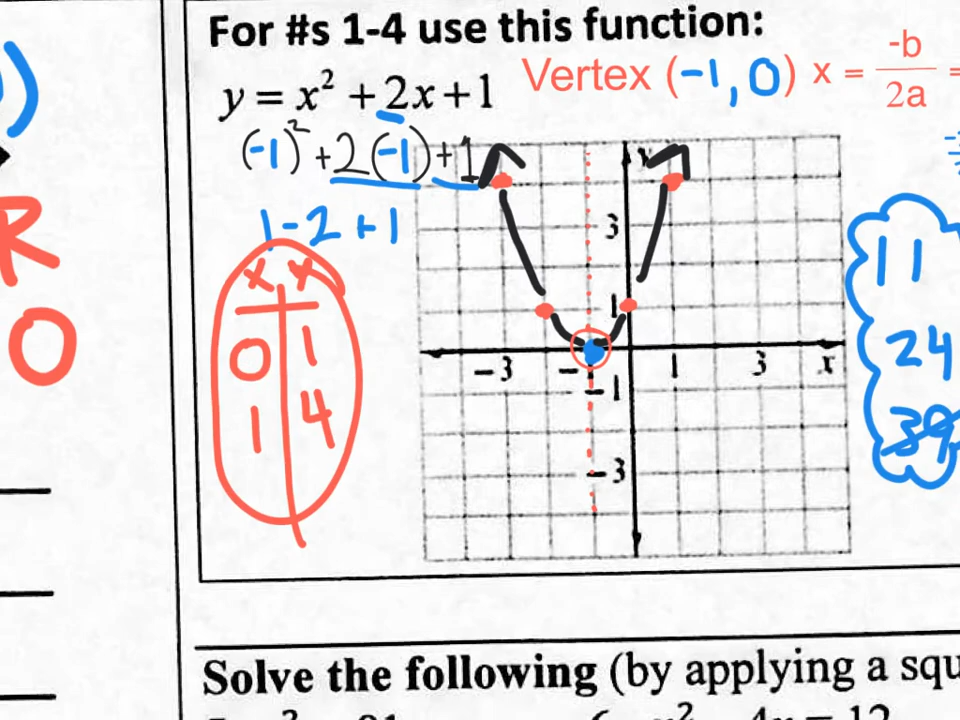 For #s 1-4 use this function:
y = x² + 2x + 1
Vertex (-1, 0) x = -b/2a =
(-1)² + 2(-1) + 1
1 - 2 + 1
x y
0 1
1 4
y
3
1
-3 - 1 3 x
-1
-3
R
O
11
24
39
Solve the following (by applying a squ